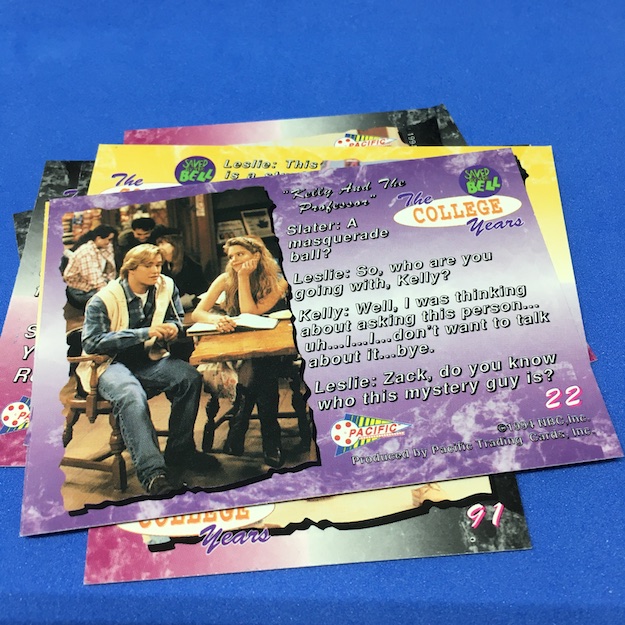 "Kelly And The
Professor"
SAVED
BY THE
BELL
The
COLLEGE
Years
Slater: A
masquerade
ball?
Leslie: So, who are you
going with, Kelly?
Kelly: Well, I was thinking
about asking this person...
uh...I...I...don't want to talk
about it...bye.
Leslie: Zack, do you know
who this mystery guy is?
22
PACIFIC
©1994 NBC, Inc.
Produced by Pacific Trading Cards, Inc.
The
SAVED
BY THE
BELL
Leslie: This
is a
PACIFIC
199
COLLEGE
Years
91